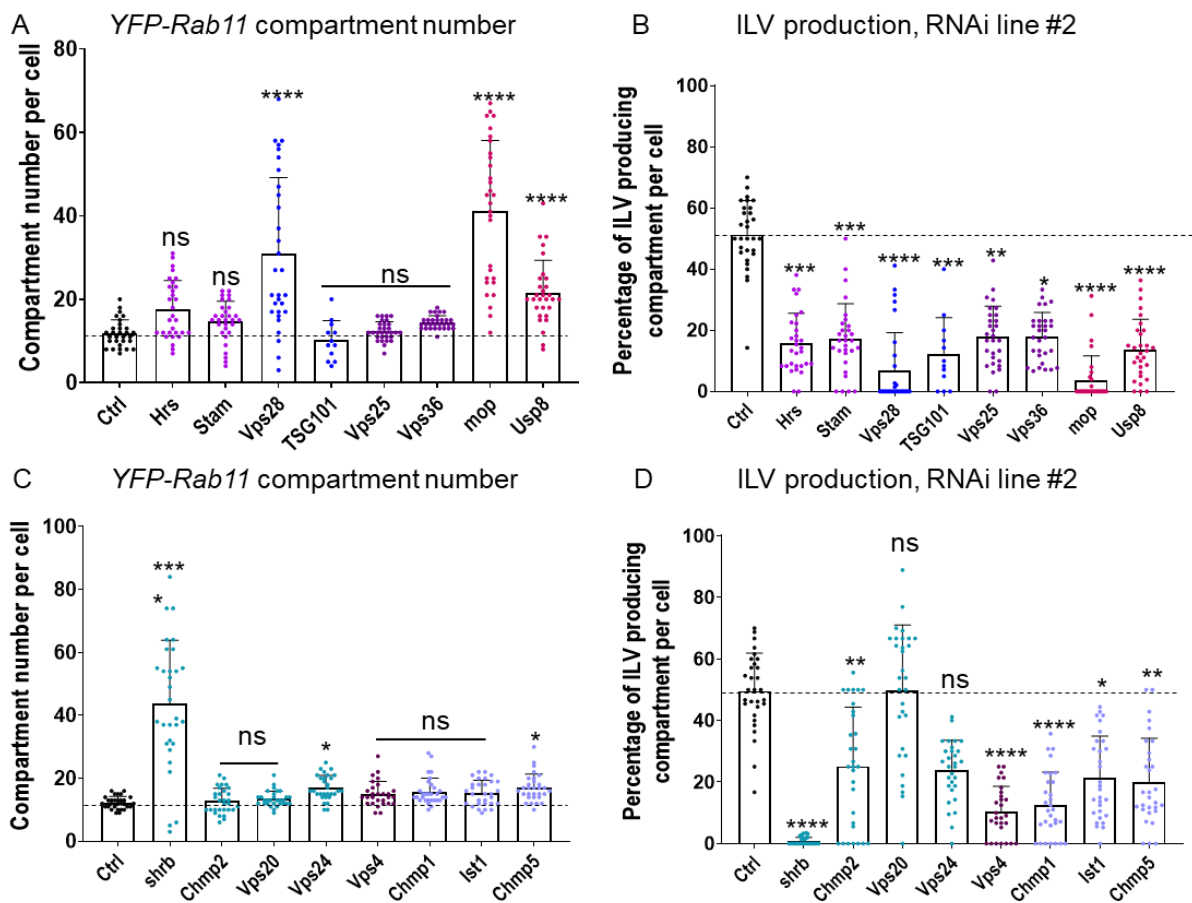 A YFP-Rab11 compartment number
Compartment number per cell
80
60
40
20
0
**** **** ****
ns ns ns
Ctrl Hrs Stam Vps28 TSG101 Vps25 Vps36 mop Usp8
B ILV production, RNAi line #2
Percentage of ILV producing
compartment per cell
100
80
60
40
20
0
*** *** **** *** ** * **** ****
Ctrl Hrs Stam Vps28 TSG101 Vps25 Vps36 mop Usp8
C YFP-Rab11 compartment number
Compartment number per cell
100
80
60
40
20
0
***
*
ns * ns *
Ctrl shrb Chmp2 Vps20 Vps24 Vps4 Chmp1 Ist1 Chmp5
D ILV production, RNAi line #2
Percentage of ILV producing
compartment per cell
100
80
60
40
20
0
**** ** ns ns **** **** * **
Ctrl shrb Chmp2 Vps20 Vps24 Vps4 Chmp1 Ist1 Chmp5